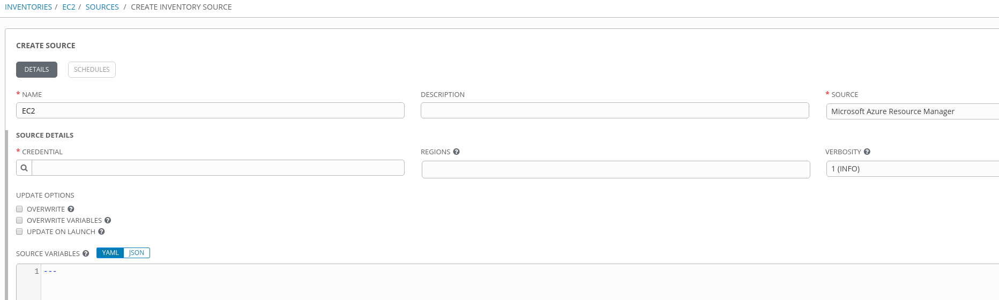 INVENTORIES / EC2 / SOURCES / CREATE INVENTORY SOURCE
CREATE SOURCE
DETAILS SCHEDULES
* NAME DESCRIPTION * SOURCE
EC2 Microsoft Azure Resource Manager
SOURCE DETAILS
* CREDENTIAL REGIONS ? VERBOSITY ?
1 (INFO)
UPDATE OPTIONS
OVERWRITE ?
OVERWRITE VARIABLES ?
UPDATE ON LAUNCH ?
SOURCE VARIABLES ? YAML JSON
1 ---